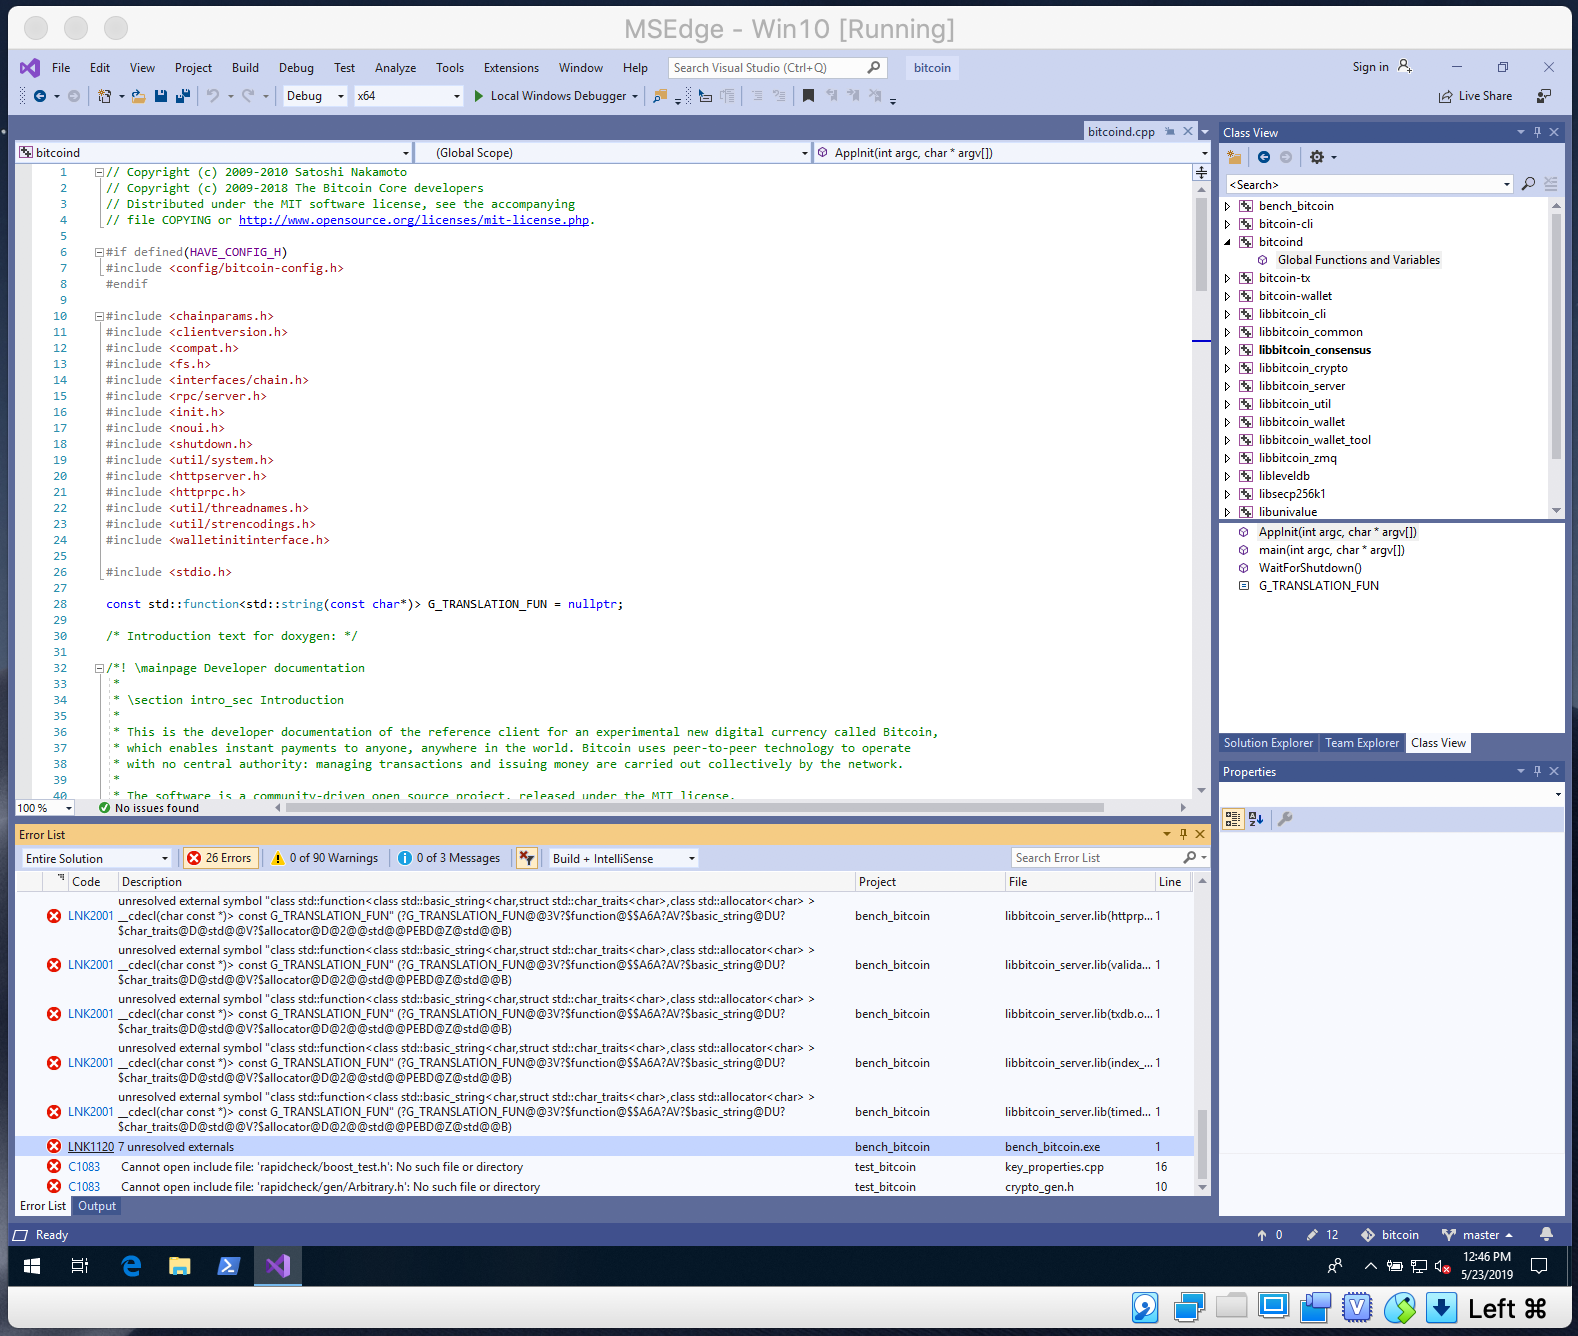 MSEdge - Win10 [Running]
File Edit View Project Build Debug Test Analyze Tools Extensions Window Help Search Visual Studio (Ctrl+Q) bitcoin Sign in
Debug x64 Local Windows Debugger Live Share
bitcoind.cpp
bitcoind (Global Scope) AppInit(int argc, char * argv[])
1 // Copyright (c) 2009-2010 Satoshi Nakamoto
2 // Copyright (c) 2009-2018 The Bitcoin Core developers
3 // Distributed under the MIT software license, see the accompanying
4 // file COPYING or http://www.opensource.org/licenses/mit-license.php.
5
6 #if defined(HAVE_CONFIG_H)
7 #include <config/bitcoin-config.h>
8 #endif
9
10 #include <chainparams.h>
11 #include <clientversion.h>
12 #include <compat.h>
13 #include <fs.h>
14 #include <interfaces/chain.h>
15 #include <rpc/server.h>
16 #include <init.h>
17 #include <noui.h>
18 #include <shutdown.h>
19 #include <util/system.h>
20 #include <httpserver.h>
21 #include <httprpc.h>
22 #include <util/threadnames.h>
23 #include <util/strencodings.h>
24 #include <walletinitinterface.h>
25
26 #include <stdio.h>
27
28 const std::function<std::string(const char*)> G_TRANSLATION_FUN = nullptr;
29
30 /* Introduction text for doxygen: */
31
32 /*! \mainpage Developer documentation
33 *
34 * \section intro_sec Introduction
35 *
36 * This is the developer documentation of the reference client for an experimental new digital currency called Bitcoin,
37 * which enables instant payments to anyone, anywhere in the world. Bitcoin uses peer-to-peer technology to operate
38 * with no central authority: managing transactions and issuing money are carried out collectively by the network.
39 *
40 * The software is a community-driven open source project, released under the MIT license.
100 % No issues found
Class View
<Search>
bench_bitcoin
bitcoin-cli
bitcoind
Global Functions and Variables
bitcoin-tx
bitcoin-wallet
libbitcoin_cli
libbitcoin_common
libbitcoin_consensus
libbitcoin_crypto
libbitcoin_server
libbitcoin_util
libbitcoin_wallet
libbitcoin_wallet_tool
libbitcoin_zmq
libleveldb
libsecp256k1
libunivalue
AppInit(int argc, char * argv[])
main(int argc, char * argv[])
WaitForShutdown()
G_TRANSLATION_FUN
Solution Explorer Team Explorer Class View
Properties
Error List
Entire Solution 26 Errors 0 of 90 Warnings 0 of 3 Messages Build + IntelliSense Search Error List
Code Description Project File Line
unresolved external symbol "class std::function<class std::basic_string<char,struct std::char_traits<char>,class std::allocator<char> >
LNK2001 __cdecl(char const *)> const G_TRANSLATION_FUN" (?G_TRANSLATION_FUN@@3V?$function@$$A6A?AV?$basic_string@DU? bench_bitcoin libbitcoin_server.lib(httprp... 1
$char_traits@D@std@@V?$allocator@D@2@@std@@PEBD@Z@std@@B)
unresolved external symbol "class std::function<class std::basic_string<char,struct std::char_traits<char>,class std::allocator<char> >
LNK2001 __cdecl(char const *)> const G_TRANSLATION_FUN" (?G_TRANSLATION_FUN@@3V?$function@$$A6A?AV?$basic_string@DU? bench_bitcoin libbitcoin_server.lib(valida... 1
$char_traits@D@std@@V?$allocator@D@2@@std@@PEBD@Z@std@@B)
unresolved external symbol "class std::function<class std::basic_string<char,struct std::char_traits<char>,class std::allocator<char> >
LNK2001 __cdecl(char const *)> const G_TRANSLATION_FUN" (?G_TRANSLATION_FUN@@3V?$function@$$A6A?AV?$basic_string@DU? bench_bitcoin libbitcoin_server.lib(txdb.o... 1
$char_traits@D@std@@V?$allocator@D@2@@std@@PEBD@Z@std@@B)
unresolved external symbol "class std::function<class std::basic_string<char,struct std::char_traits<char>,class std::allocator<char> >
LNK2001 __cdecl(char const *)> const G_TRANSLATION_FUN" (?G_TRANSLATION_FUN@@3V?$function@$$A6A?AV?$basic_string@DU? bench_bitcoin libbitcoin_server.lib(index_... 1
$char_traits@D@std@@V?$allocator@D@2@@std@@PEBD@Z@std@@B)
unresolved external symbol "class std::function<class std::basic_string<char,struct std::char_traits<char>,class std::allocator<char> >
LNK2001 __cdecl(char const *)> const G_TRANSLATION_FUN" (?G_TRANSLATION_FUN@@3V?$function@$$A6A?AV?$basic_string@DU? bench_bitcoin libbitcoin_server.lib(timed... 1
$char_traits@D@std@@V?$allocator@D@2@@std@@PEBD@Z@std@@B)
LNK1120 7 unresolved externals bench_bitcoin bench_bitcoin.exe 1
C1083 Cannot open include file: 'rapidcheck/boost_test.h': No such file or directory test_bitcoin key_properties.cpp 16
C1083 Cannot open include file: 'rapidcheck/gen/Arbitrary.h': No such file or directory test_bitcoin crypto_gen.h 10
Error List Output
Ready 0 12 bitcoin master
12:46 PM
5/23/2019
Left ⌘